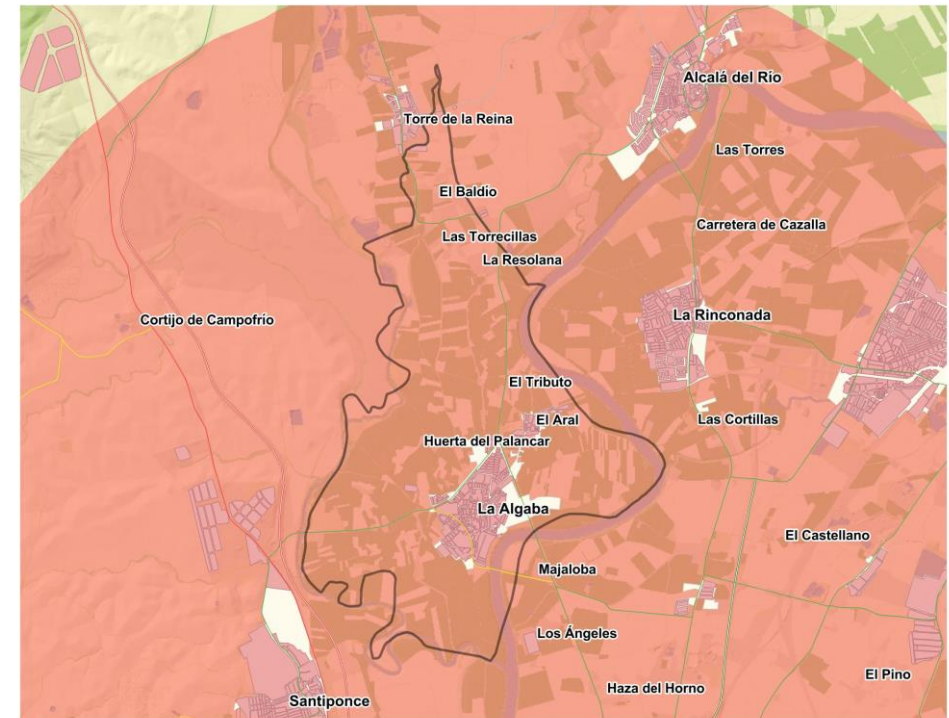 Alcalá del Río
Torre de la Reina
Las Torres
El Baldío
Carretera de Cazalla
Las Torrecillas
La Resolana
La Rinconada
Cortijo de Campofrío
El Tributo
El Aral
Las Cortillas
Huerta del Palancar
La Algaba
El Castellano
Majaloba
Los Ángeles
El Pino
Haza del Horno
Santiponce